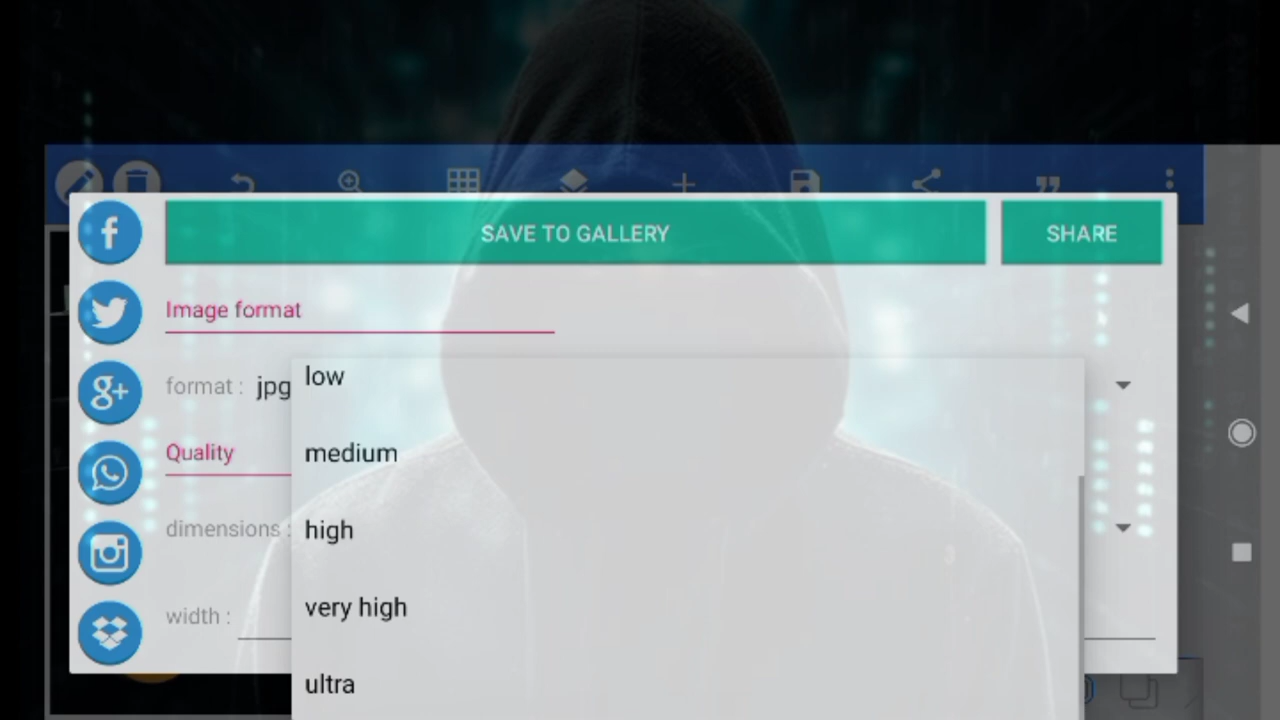 SAVE TO GALLERY
SHARE
Image format
format : jpg
low
Quality
medium
dimensions :
high
width :
very high
ultra